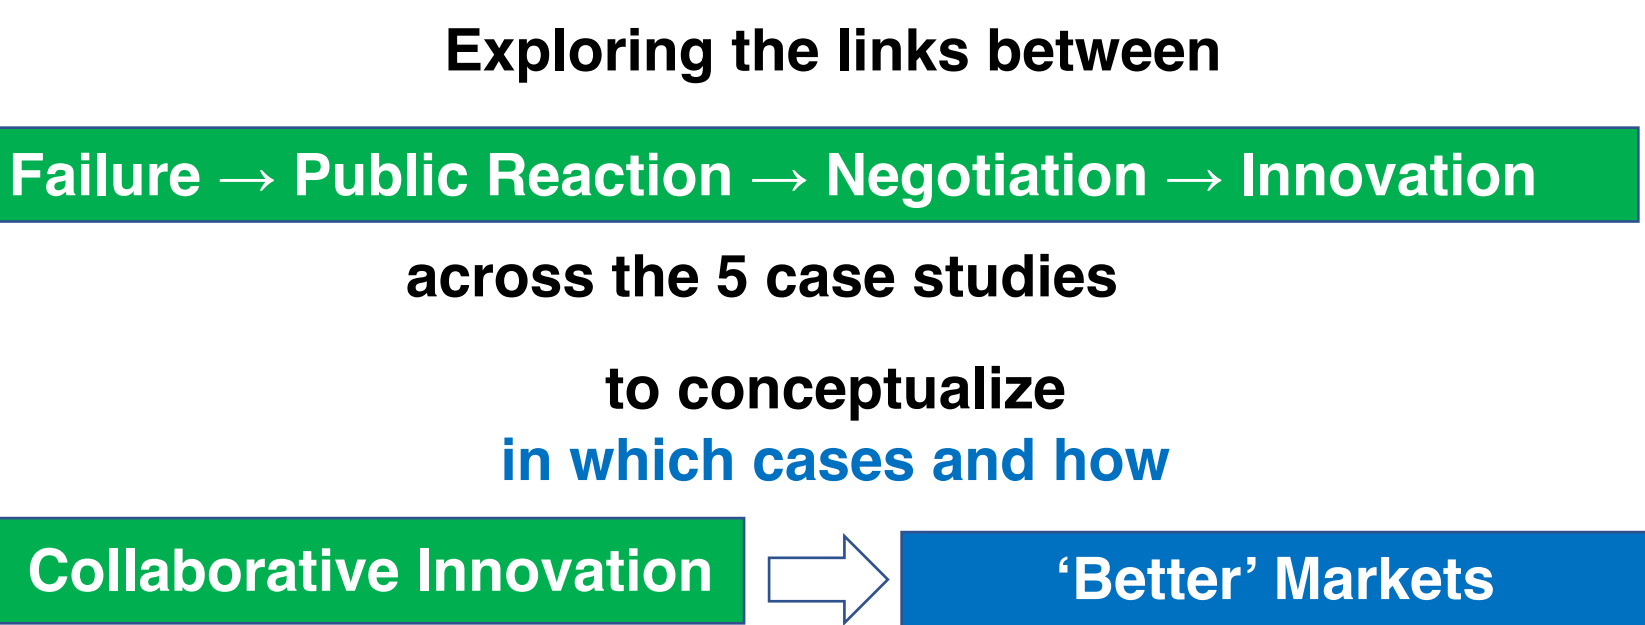 Exploring the links between
Failure → Public Reaction → Negotiation → Innovation
across the 5 case studies
to conceptualize
in which cases and how
Collaborative Innovation
‘Better’ Markets